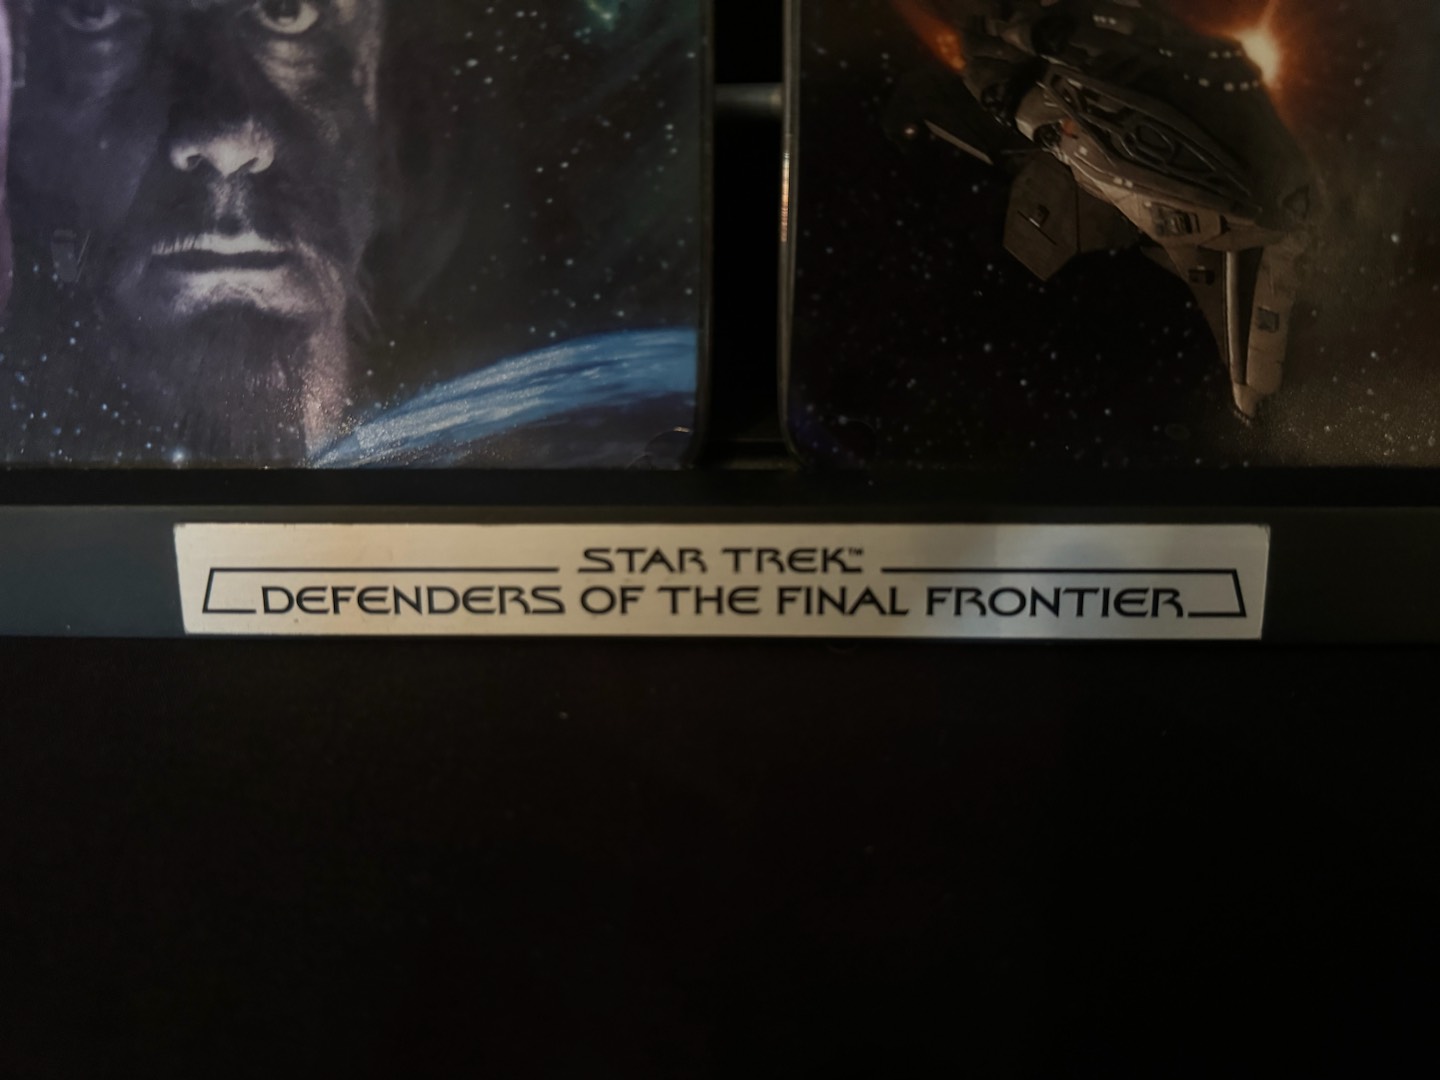 STAR TREK™
DEFENDERS OF THE FINAL FRONTIER